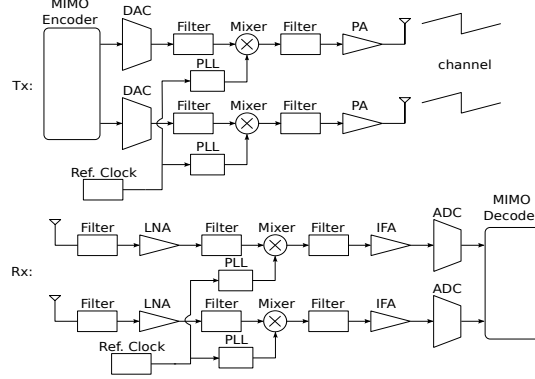 MIMO
Encoder
DAC
Filter
Mixer
Filter
PA
PLL
channel
Tx:
DAC
Filter
Mixer
Filter
PA
PLL
Ref. Clock
MIMO
Decoder
Filter
LNA
Filter
Mixer
Filter
IFA
ADC
PLL
Rx:
Filter
LNA
Filter
Mixer
Filter
IFA
ADC
PLL
Ref. Clock